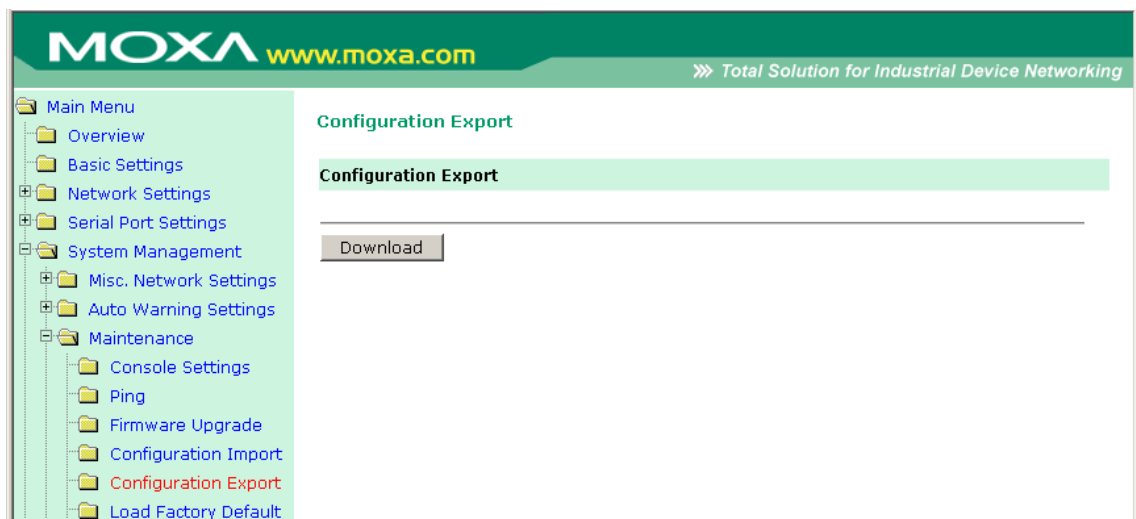 MOXA www.moxa.com
Total Solution for Industrial Device Networking
Main Menu
Overview
Basic Settings
Network Settings
Serial Port Settings
System Management
Misc. Network Settings
Auto Warning Settings
Maintenance
Console Settings
Ping
Firmware Upgrade
Configuration Import
Configuration Export
Load Factory Default
Configuration Export
Configuration Export
Download